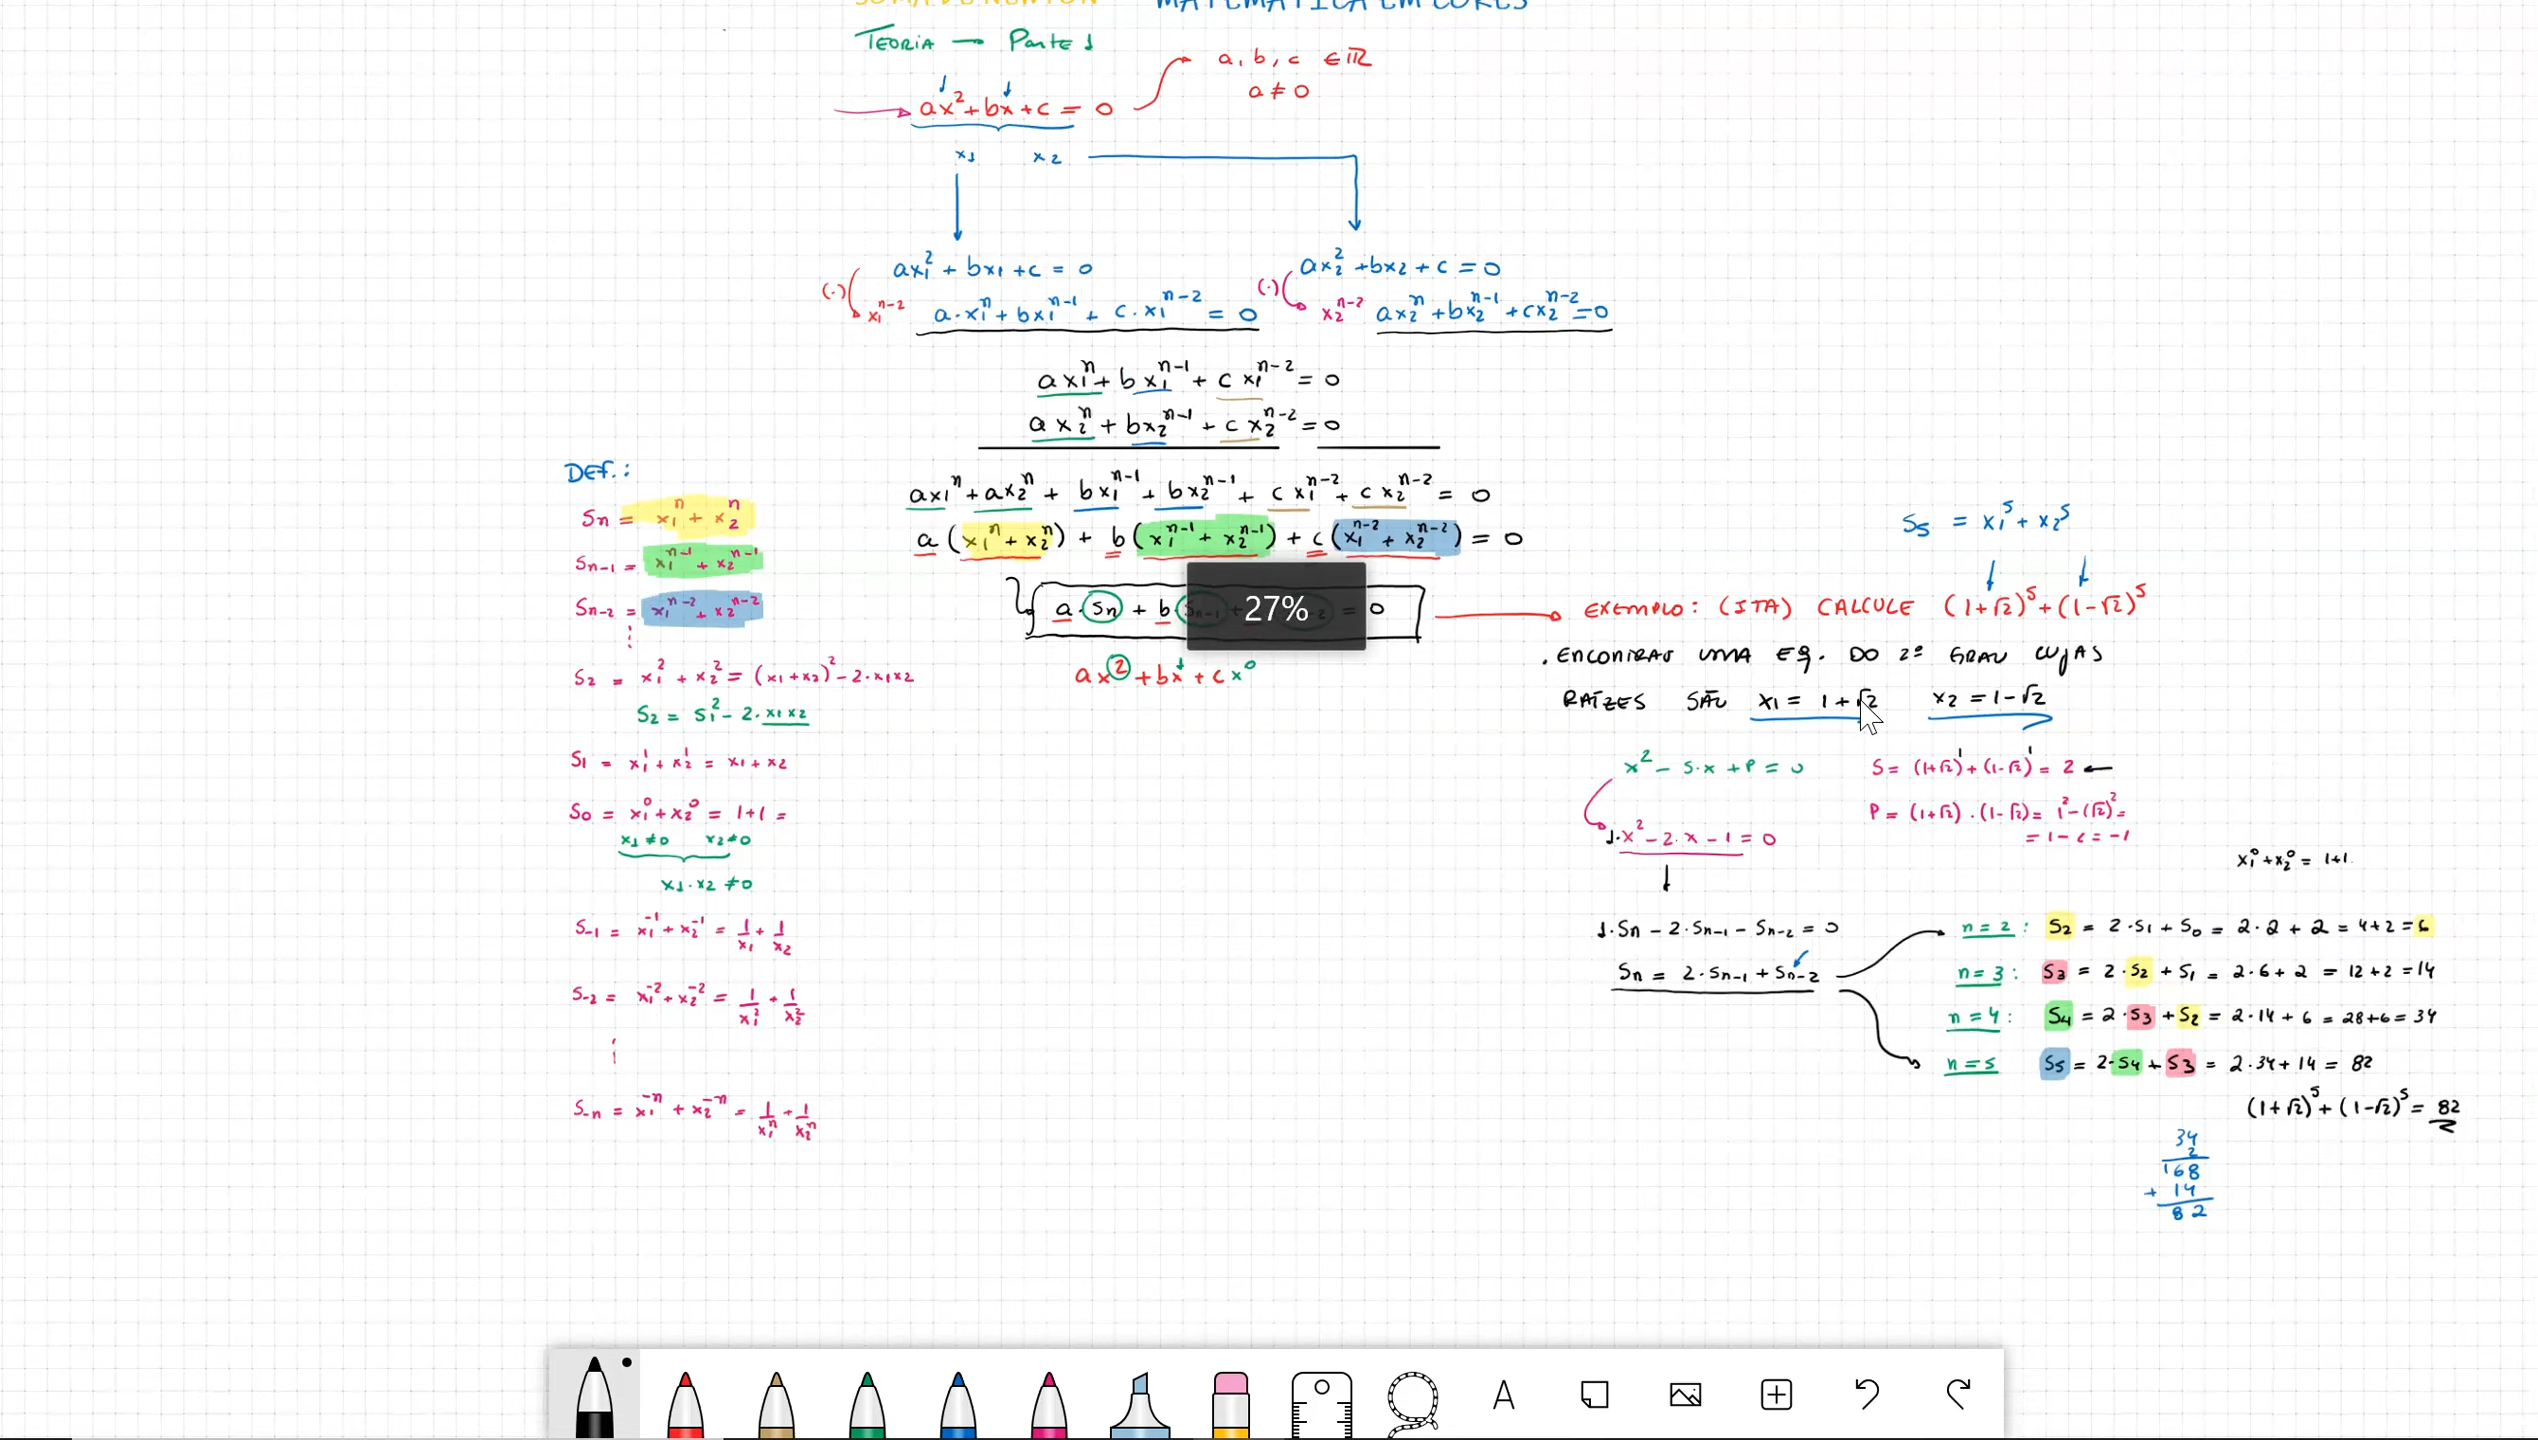 SOMA DE NEWTON MATEMÁTICA EM CORES
TEORIA — Parte 1
a, b, c ∈ ℝ
a ≠ 0
ax² + bx + c = 0
x₁ x₂
ax₁² + bx₁ + c = 0
ax₂² + bx₂ + c = 0
(·) x₁ⁿ⁻² a·x₁ⁿ + bx₁ⁿ⁻¹ + c·x₁ⁿ⁻² = 0
(·) x₂ⁿ⁻² ax₂ⁿ + bx₂ⁿ⁻¹ + cx₂ⁿ⁻² = 0
ax₁ⁿ + bx₁ⁿ⁻¹ + cx₁ⁿ⁻² = 0
ax₂ⁿ + bx₂ⁿ⁻¹ + cx₂ⁿ⁻² = 0
ax₁ⁿ + ax₂ⁿ + bx₁ⁿ⁻¹ + bx₂ⁿ⁻¹ + cx₁ⁿ⁻² + cx₂ⁿ⁻² = 0
a(x₁ⁿ + x₂ⁿ) + b(x₁ⁿ⁻¹ + x₂ⁿ⁻¹) + c(x₁ⁿ⁻² + x₂ⁿ⁻²) = 0
a·Sn + b Sn-1 + -2 = 0
27%
ax² + bx¹ + cx⁰
DEF.:
Sn = x₁ⁿ + x₂ⁿ
Sn-1 = x₁ⁿ⁻¹ + x₂ⁿ⁻¹
Sn-2 = x₁ⁿ⁻² + x₂ⁿ⁻²
⋮
S₂ = x₁² + x₂² = (x₁+x₂)² - 2·x₁x₂
S₂ = S₁² - 2·x₁x₂
S₁ = x₁¹ + x₂¹ = x₁ + x₂
S₀ = x₁⁰ + x₂⁰ = 1+1 =
x₁ ≠ 0 x₂ ≠ 0
x₁·x₂ ≠ 0
S₋₁ = x₁⁻¹ + x₂⁻¹ = 1/x₁ + 1/x₂
S₋₂ = x₁⁻² + x₂⁻² = 1/x₁² + 1/x₂²
⋮
S₋n = x₁⁻ⁿ + x₂⁻ⁿ = 1/x₁ⁿ + 1/x₂ⁿ
S₅ = x₁⁵ + x₂⁵
EXEMPLO: (ITA) CALCULE (1+√2)⁵ + (1-√2)⁵
. ENCONTRAR UMA EQ. DO 2º GRAU CUJAS
RAÍZES SÃO x₁ = 1+√2 x₂ = 1-√2
x² - S·x + P = 0
S = (1+√2)¹ + (1-√2)¹ = 2
P = (1+√2)·(1-√2) = 1² - (√2)² =
= 1 - 2 = -1
1·x² - 2·x - 1 = 0
x₁⁰ + x₂⁰ = 1+1
1·Sn - 2·Sn-1 - Sn-2 = 0
Sn = 2·Sn-1 + Sn-2
n=2: S₂ = 2·S₁ + S₀ = 2·2 + 2 = 4+2 = 6
n=3: S₃ = 2·S₂ + S₁ = 2·6 + 2 = 12+2 = 14
n=4: S₄ = 2·S₃ + S₂ = 2·14 + 6 = 28+6 = 34
n=5 S₅ = 2·S₄ + S₃ = 2·34 + 14 = 82
(1+√2)⁵ + (1-√2)⁵ = 82
34
2
168
+ 14
82
A